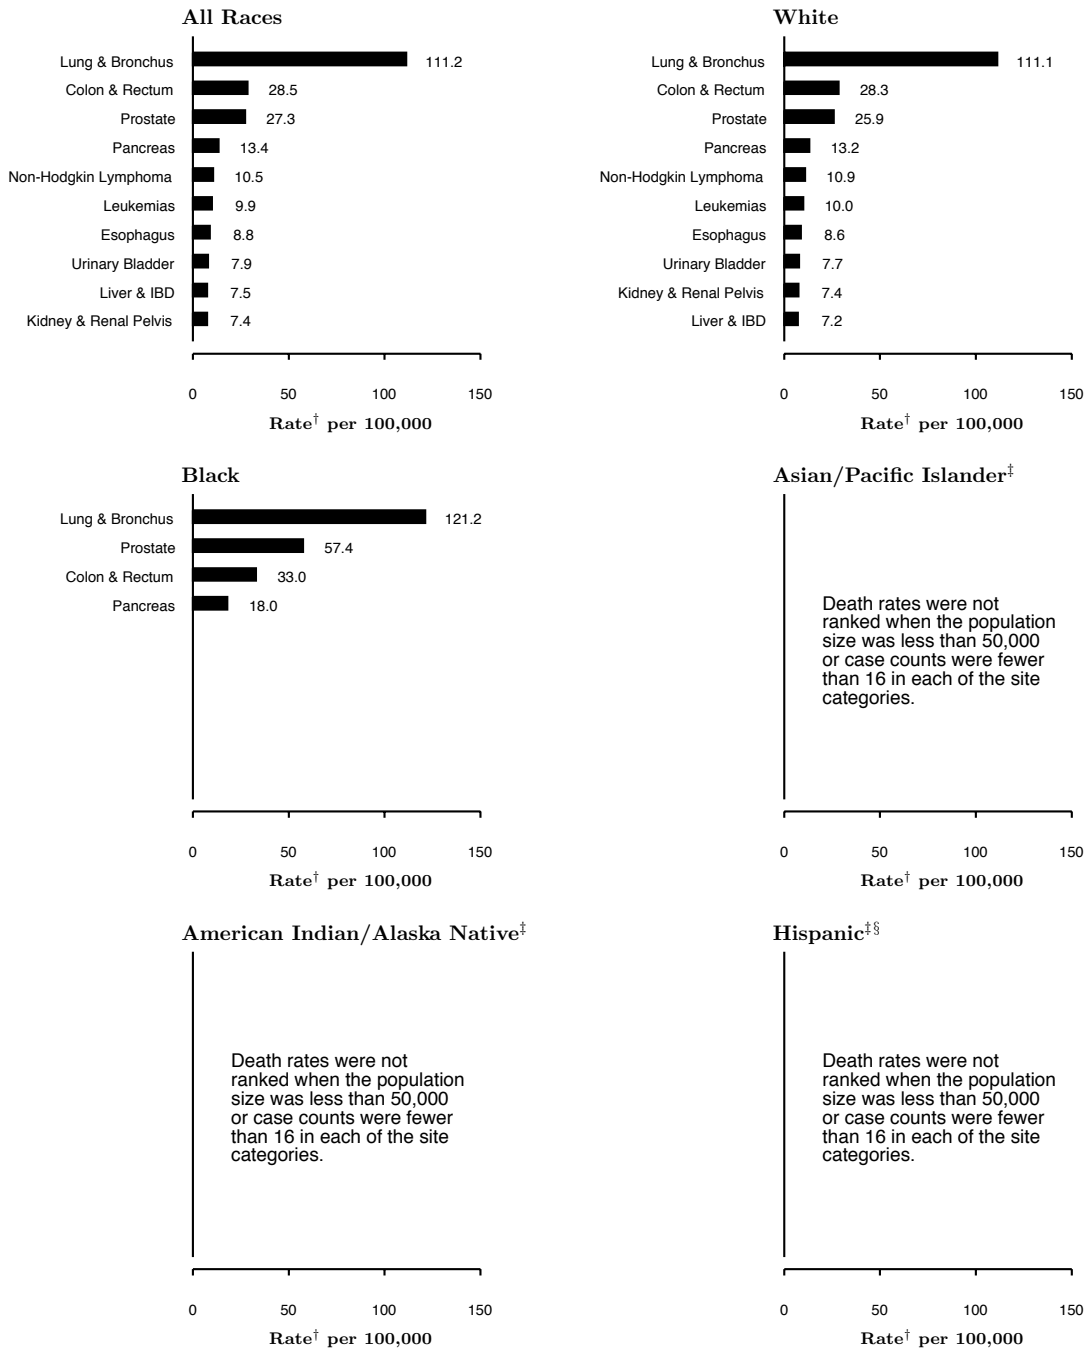 All Races
Lung & Bronchus 111.2
Colon & Rectum 28.5
Prostate 27.3
Pancreas 13.4
Non-Hodgkin Lymphoma 10.5
Leukemias 9.9
Esophagus 8.8
Urinary Bladder 7.9
Liver & IBD 7.5
Kidney & Renal Pelvis 7.4
0 50 100 150
Rate† per 100,000
White
Lung & Bronchus 111.1
Colon & Rectum 28.3
Prostate 25.9
Pancreas 13.2
Non-Hodgkin Lymphoma 10.9
Leukemias 10.0
Esophagus 8.6
Urinary Bladder 7.7
Kidney & Renal Pelvis 7.4
Liver & IBD 7.2
0 50 100 150
Rate† per 100,000
Black
Lung & Bronchus 121.2
Prostate 57.4
Colon & Rectum 33.0
Pancreas 18.0
0 50 100 150
Rate† per 100,000
Asian/Pacific Islander‡
Death rates were not
ranked when the population
size was less than 50,000
or case counts were fewer
than 16 in each of the site
categories.
0 50 100 150
Rate† per 100,000
American Indian/Alaska Native‡
Death rates were not
ranked when the population
size was less than 50,000
or case counts were fewer
than 16 in each of the site
categories.
0 50 100 150
Rate† per 100,000
Hispanic‡§
Death rates were not
ranked when the population
size was less than 50,000
or case counts were fewer
than 16 in each of the site
categories.
0 50 100 150
Rate† per 100,000